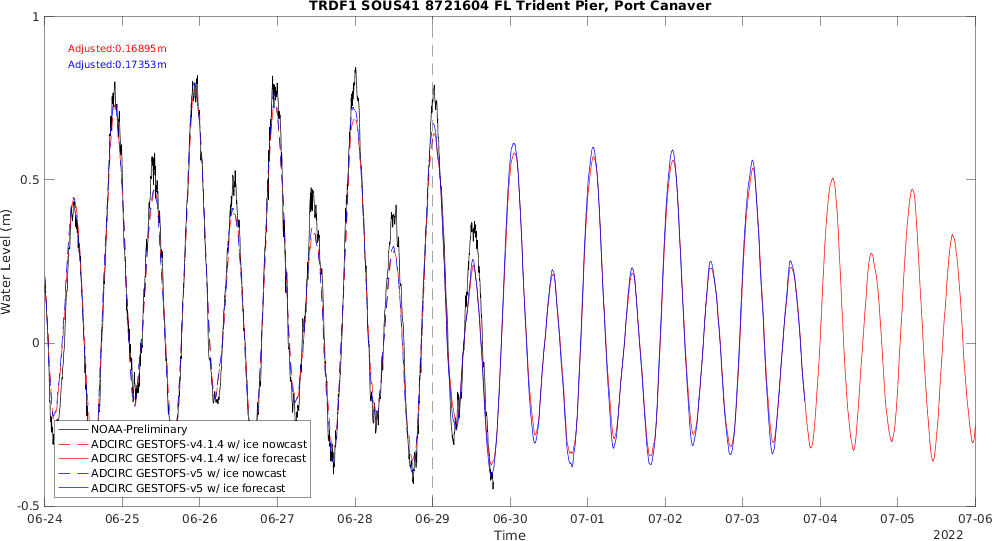 TRDF1 SOUS41 8721604 FL Trident Pier, Port Canaver
Adjusted:0.16895m
Adjusted:0.17353m
Water Level (m)
1
0.5
0
-0.5
NOAA-Preliminary
ADCIRC GESTOFS-v4.1.4 w/ ice nowcast
ADCIRC GESTOFS-v4.1.4 w/ ice forecast
ADCIRC GESTOFS-v5 w/ ice nowcast
ADCIRC GESTOFS-v5 w/ ice forecast
06-24 06-25 06-26 06-27 06-28 06-29 06-30 07-01 07-02 07-03 07-04 07-05 07-06
Time
2022